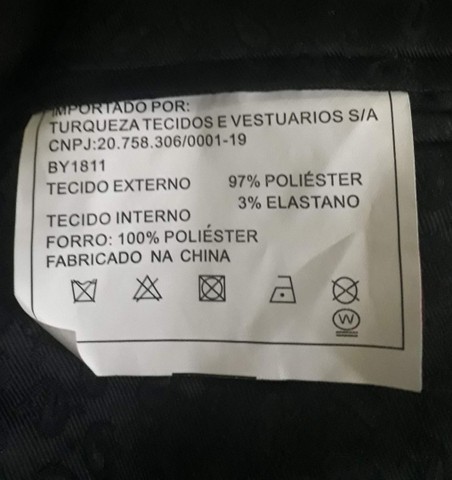 IMPORTADO POR:
TURQUEZA TECIDOS E VESTUARIOS S/A
CNPJ:20.758.306/0001-19
BY1811
TECIDO EXTERNO 97% POLIÉSTER
3% ELASTANO
TECIDO INTERNO
FORRO: 100% POLIÉSTER
FABRICADO NA CHINA
W